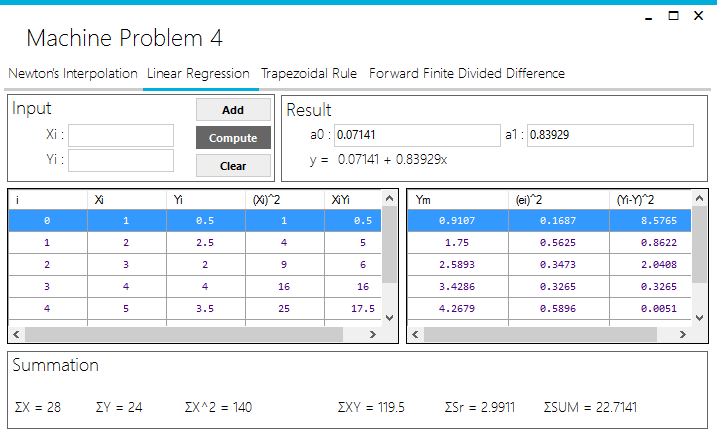 Machine Problem 4
Newton's Interpolation Linear Regression Trapezoidal Rule Forward Finite Divided Difference
Input
Xi :
Yi :
Add
Compute
Clear
Result
a0 : 0.07141 a1 : 0.83929
y = 0.07141 + 0.83929x
i Xi Yi (Xi)^2 XiYi
0 1 0.5 1 0.5
1 2 2.5 4 5
2 3 2 9 6
3 4 4 16 16
4 5 3.5 25 17.5
Ym (ei)^2 (Yi-Y)^2
0.9107 0.1687 8.5765
1.75 0.5625 0.8622
2.5893 0.3473 2.0408
3.4286 0.3265 0.3265
4.2679 0.5896 0.0051
Summation
ΣX = 28 ΣY = 24 ΣX^2 = 140 ΣXY = 119.5 ΣSr = 2.9911 ΣSUM = 22.7141